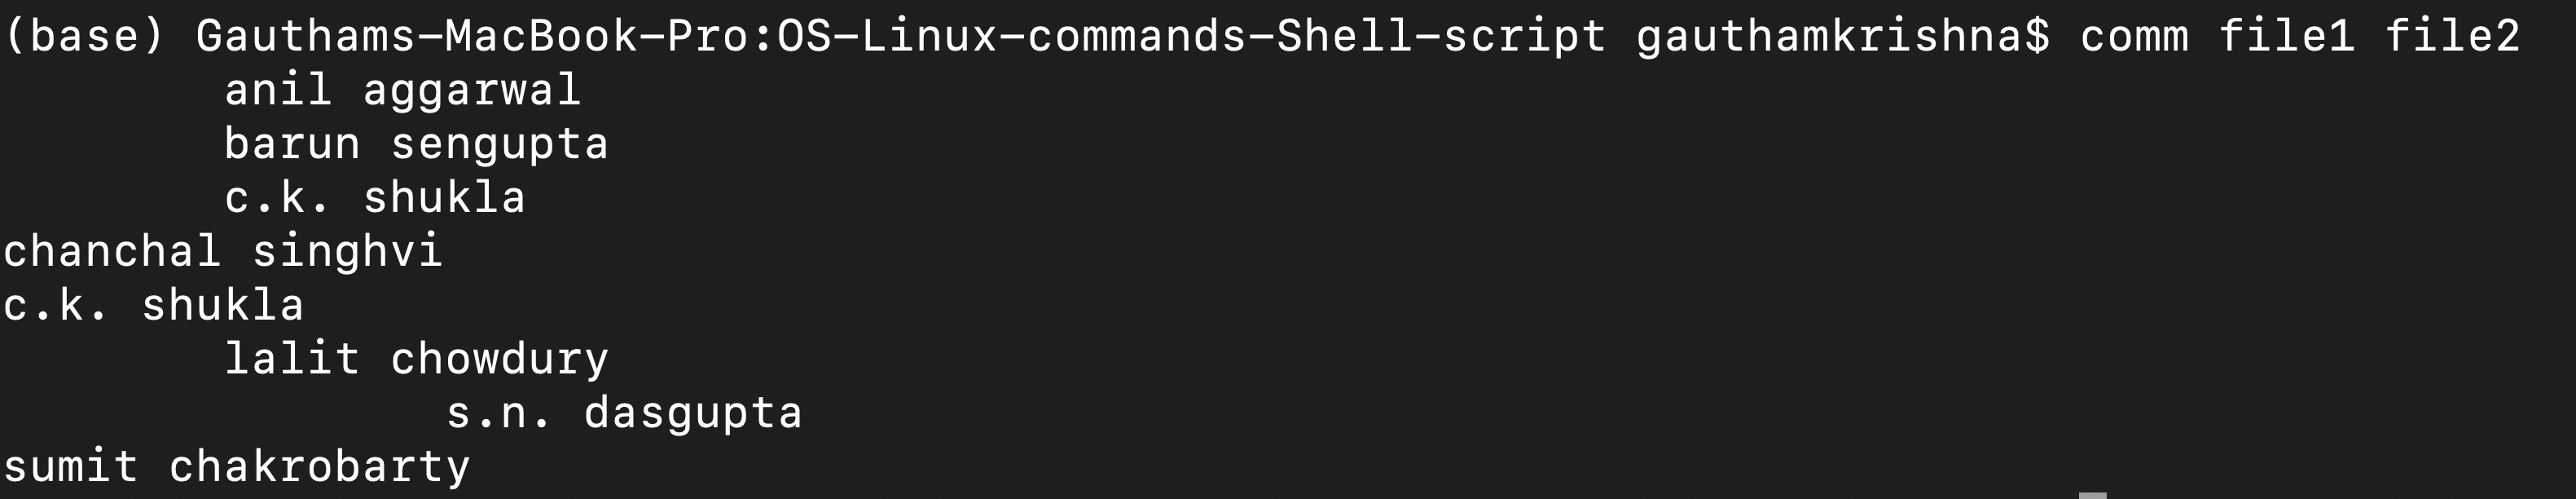 (base) Gauthams-MacBook-Pro:OS-Linux-commands-Shell-script gauthamkrishna$ comm file1 file2
anil aggarwal
barun sengupta
c.k. shukla
chanchal singhvi
c.k. shukla
lalit chowdury
s.n. dasgupta
sumit chakrobarty